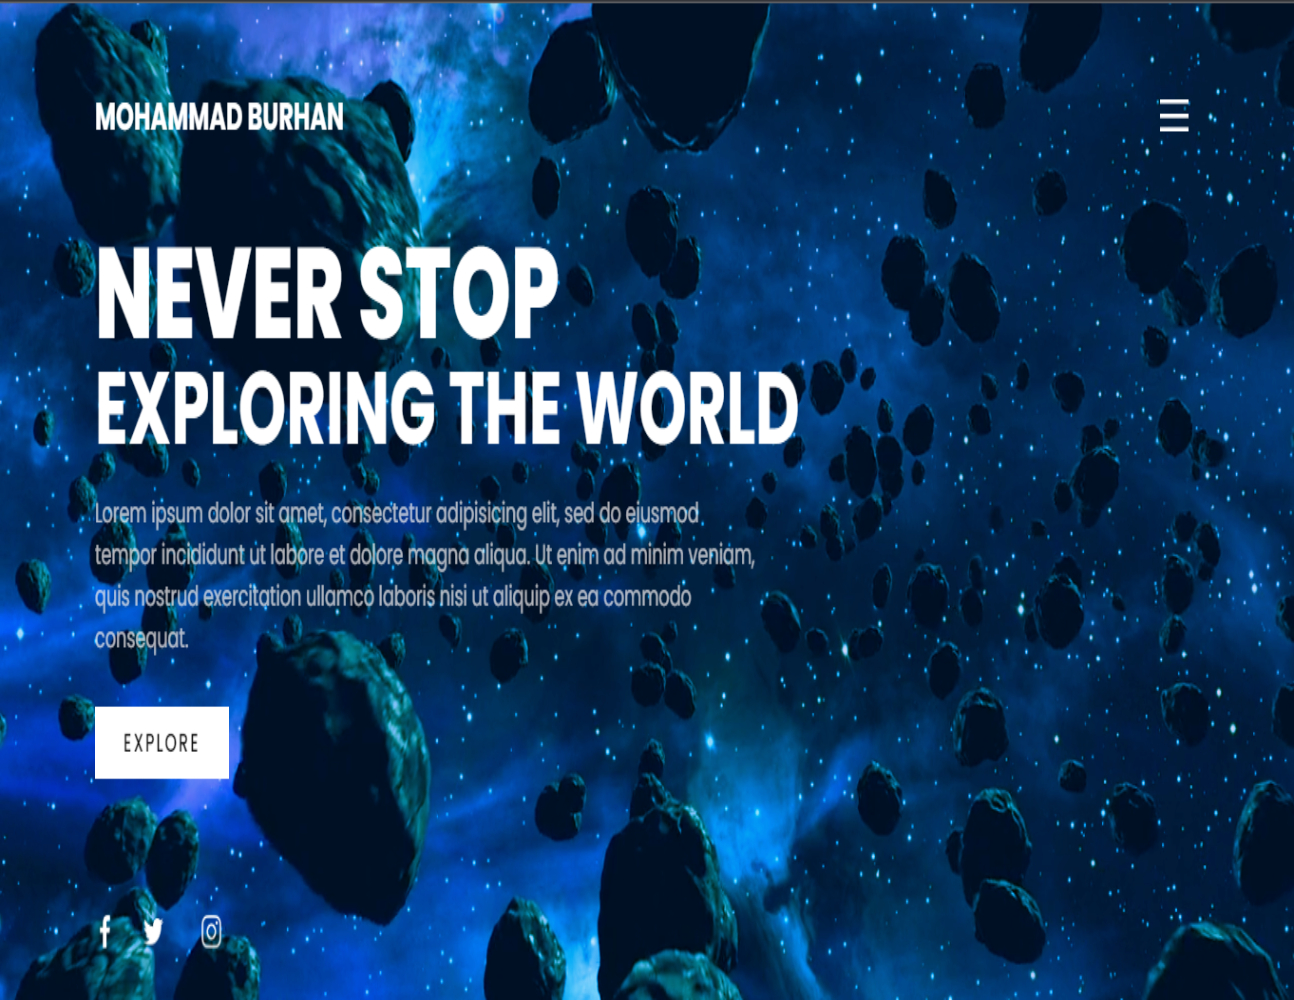 MOHAMMAD BURHAN
NEVER STOP
EXPLORING THE WORLD
Lorem ipsum dolor sit amet, consectetur adipisicing elit, sed do eiusmod
tempor incididunt ut labore et dolore magna aliqua. Ut enim ad minim veniam,
quis nostrud exercitation ullamco laboris nisi ut aliquip ex ea commodo
consequat.
EXPLORE